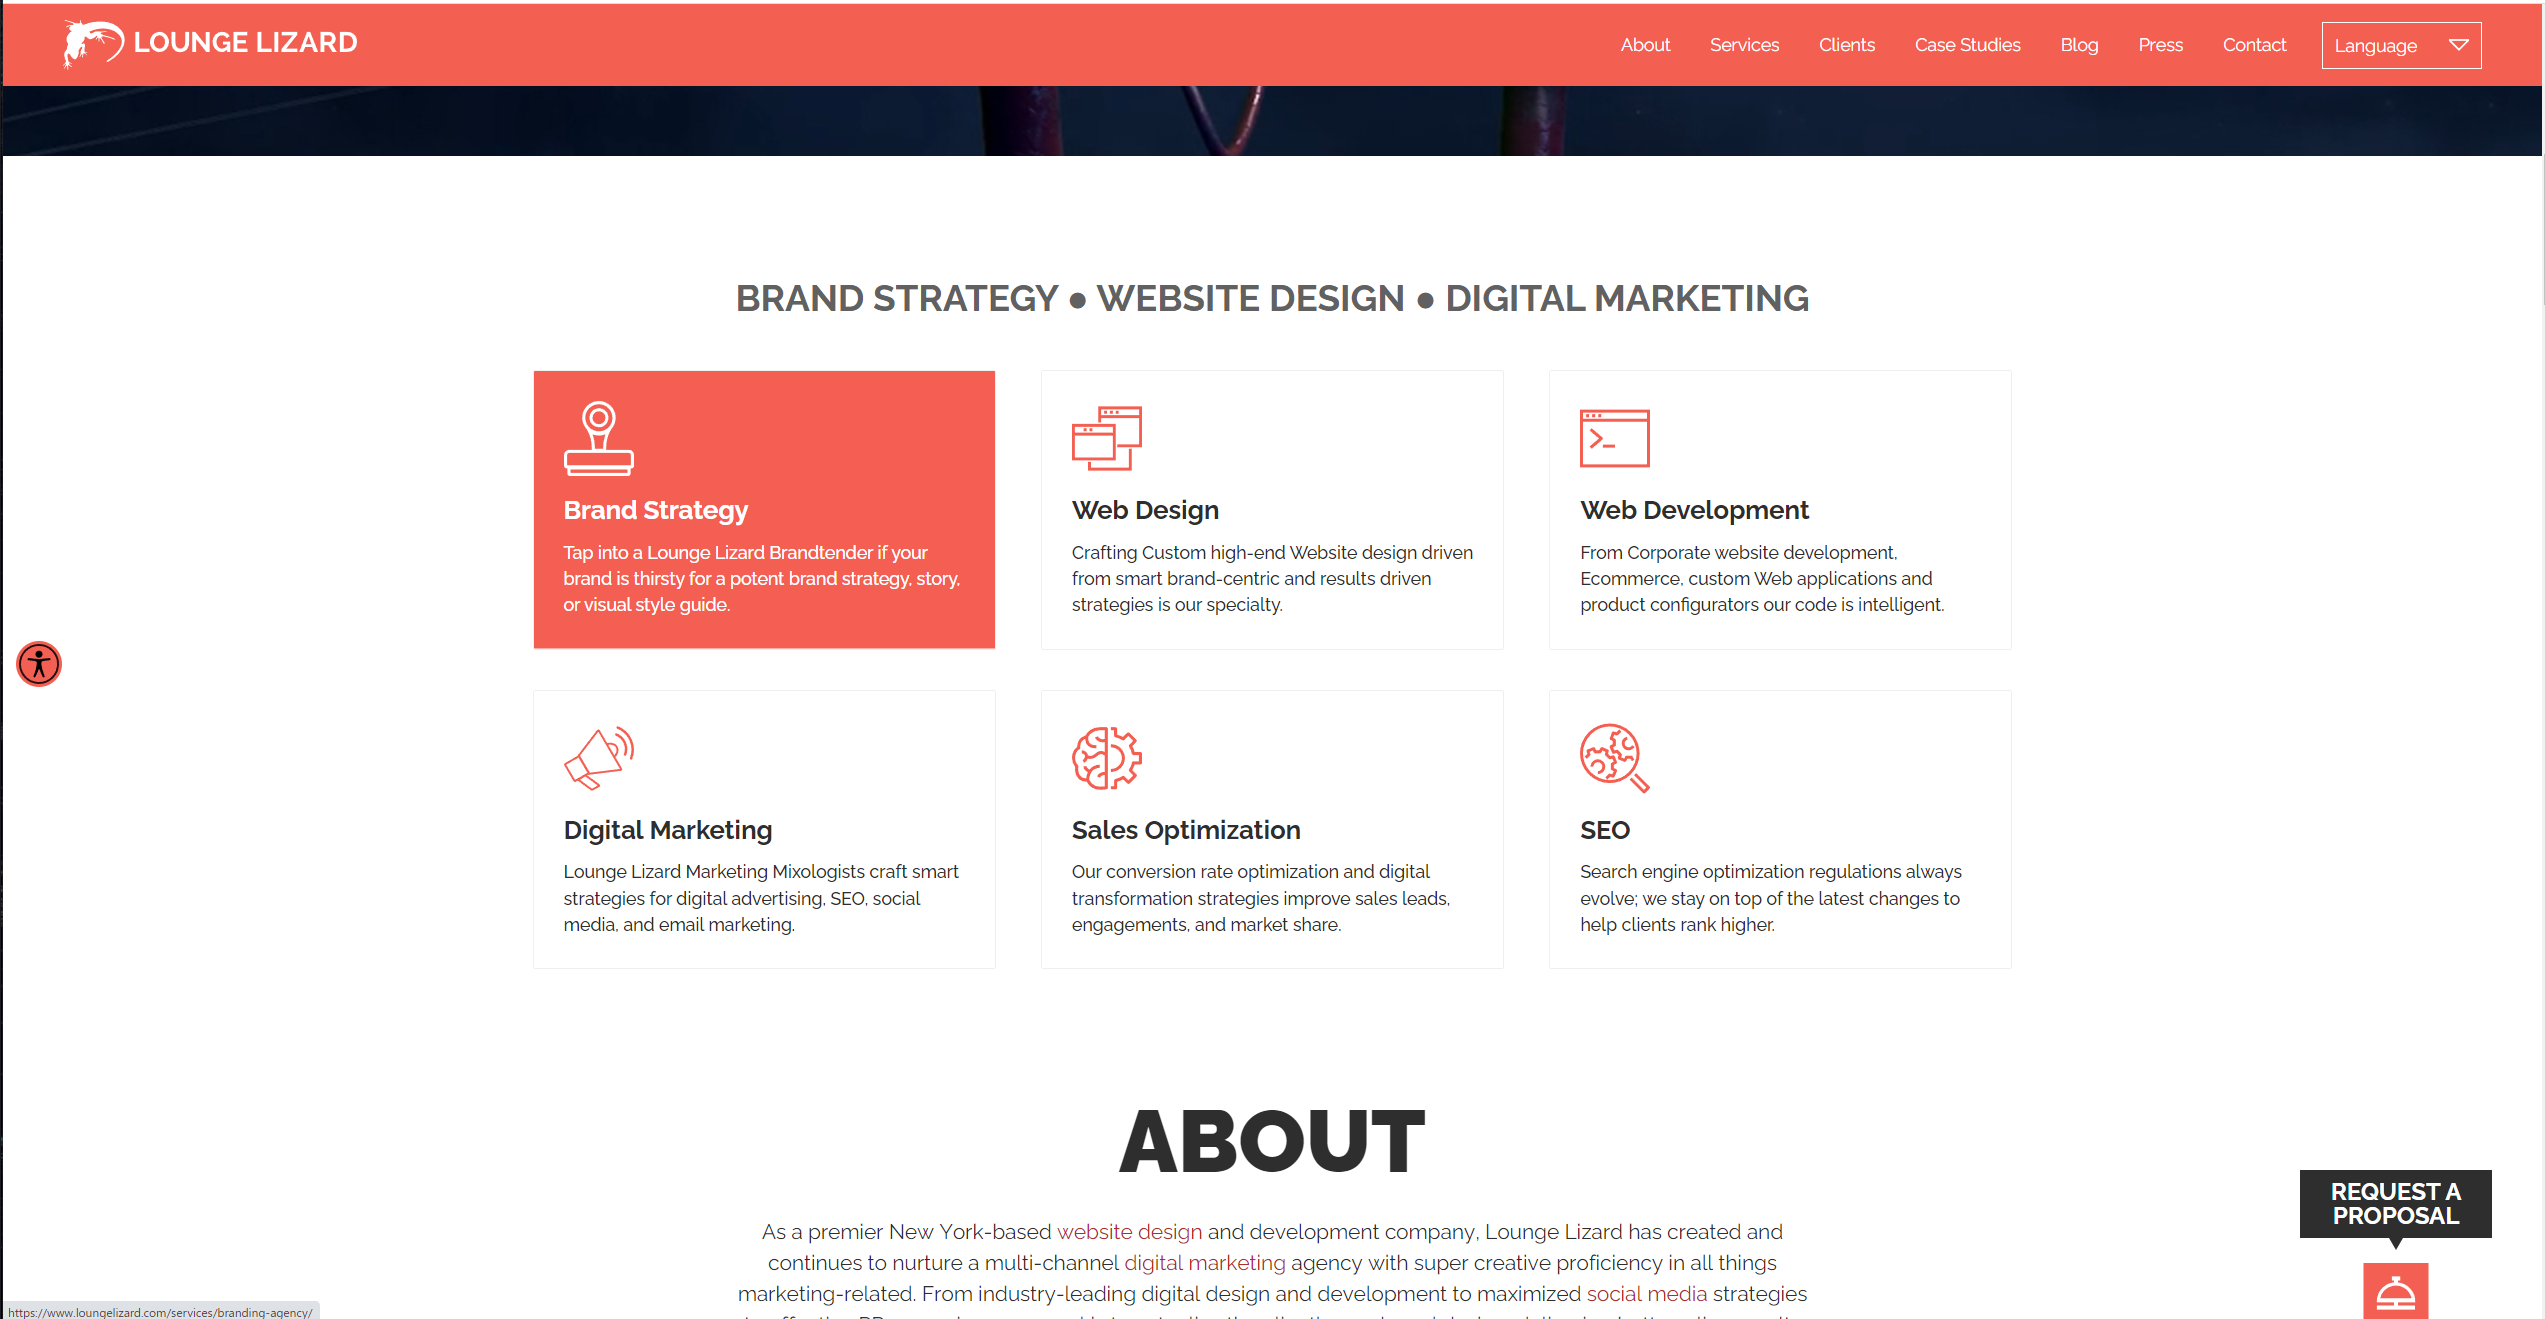 LOUNGE LIZARD
About Services Clients Case Studies Blog Press Contact Language
BRAND STRATEGY ● WEBSITE DESIGN ● DIGITAL MARKETING
Brand Strategy
Tap into a Lounge Lizard Brandtender if your
brand is thirsty for a potent brand strategy, story,
or visual style guide.
Web Design
Crafting Custom high-end Website design driven
from smart brand-centric and results driven
strategies is our specialty.
Web Development
From Corporate website development,
Ecommerce, custom Web applications and
product configurators our code is intelligent.
Digital Marketing
Lounge Lizard Marketing Mixologists craft smart
strategies for digital advertising, SEO, social
media, and email marketing.
Sales Optimization
Our conversion rate optimization and digital
transformation strategies improve sales leads,
engagements, and market share.
SEO
Search engine optimization regulations always
evolve; we stay on top of the latest changes to
help clients rank higher.
ABOUT
As a premier New York-based website design and development company, Lounge Lizard has created and
continues to nurture a multi-channel digital marketing agency with super creative proficiency in all things
marketing-related. From industry-leading digital design and development to maximized social media strategies
REQUEST A
PROPOSAL
https://www.loungelizard.com/services/branding-agency/